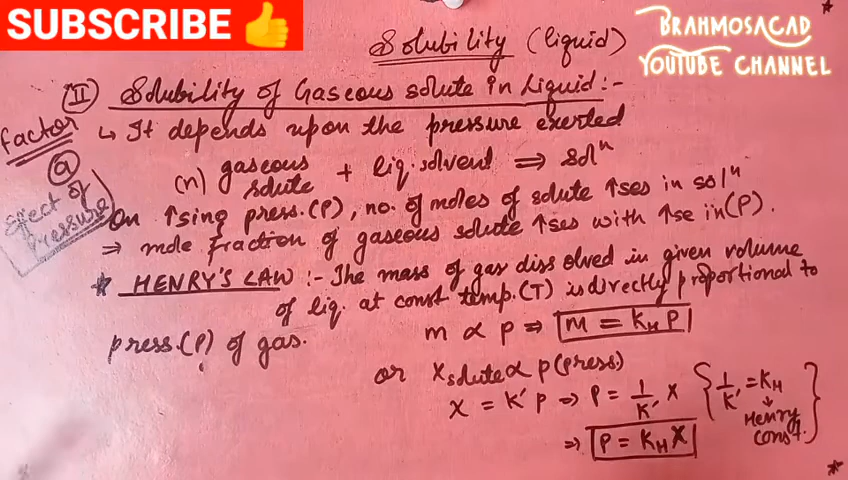 SUBSCRIBE
BRAHMOSACAD
YOUTUBE CHANNEL
Solubility (liquid)
II) Solubility of Gaseous solute in Liquid:-
factor
↳ It depends upon the pressure exerted
a
Effect of Pressure
(n) gaseous solute + liq. solvent ⇒ solⁿ
On ↑sing press.(P), no. of moles of solute ↑ses in solⁿ
⇒ mole fraction of gaseous solute ↑ses with ↑se in (P).
* HENRY'S LAW :- The mass of gas dissolved in given volume
of liq. at const temp.(T) is directly proportional to
press.(P) of gas.
m ∝ p ⇒ m = K_H P
or X_solute ∝ p (press)
X = K' p ⇒ P = 1/K' X { 1/K' = K_H
↓
Henry
const. }
⇒ P = K_H X